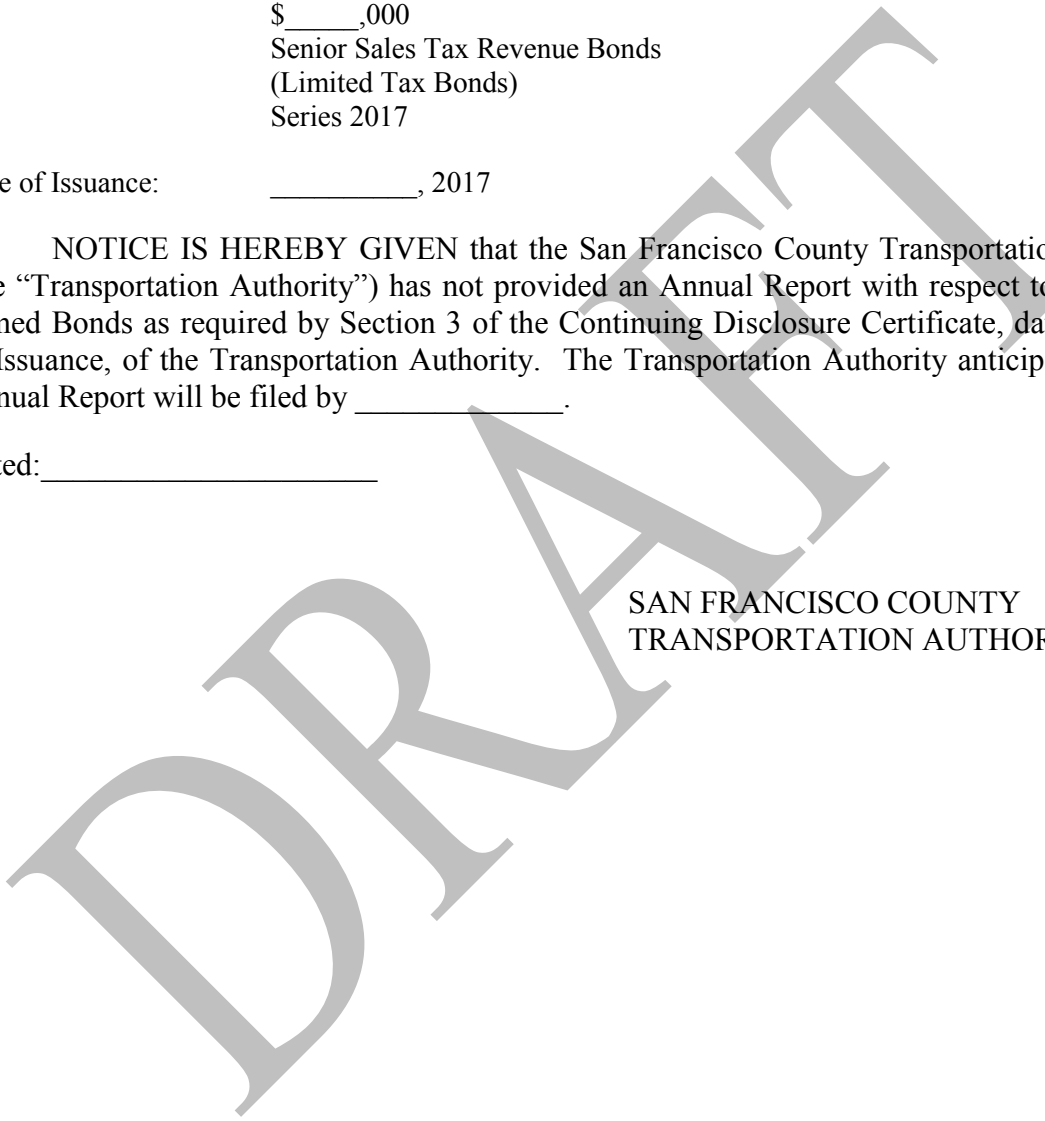 $_____,000
Senior Sales Tax Revenue Bonds
(Limited Tax Bonds)
Series 2017
e of Issuance: __________, 2017
NOTICE IS HEREBY GIVEN that the San Francisco County Transportatio
e “Transportation Authority”) has not provided an Annual Report with respect to
ned Bonds as required by Section 3 of the Continuing Disclosure Certificate, da
Issuance, of the Transportation Authority. The Transportation Authority anticip
nual Report will be filed by ______________.
ted:_______________________
SAN FRANCISCO COUNTY
TRANSPORTATION AUTHOR
DRAFT